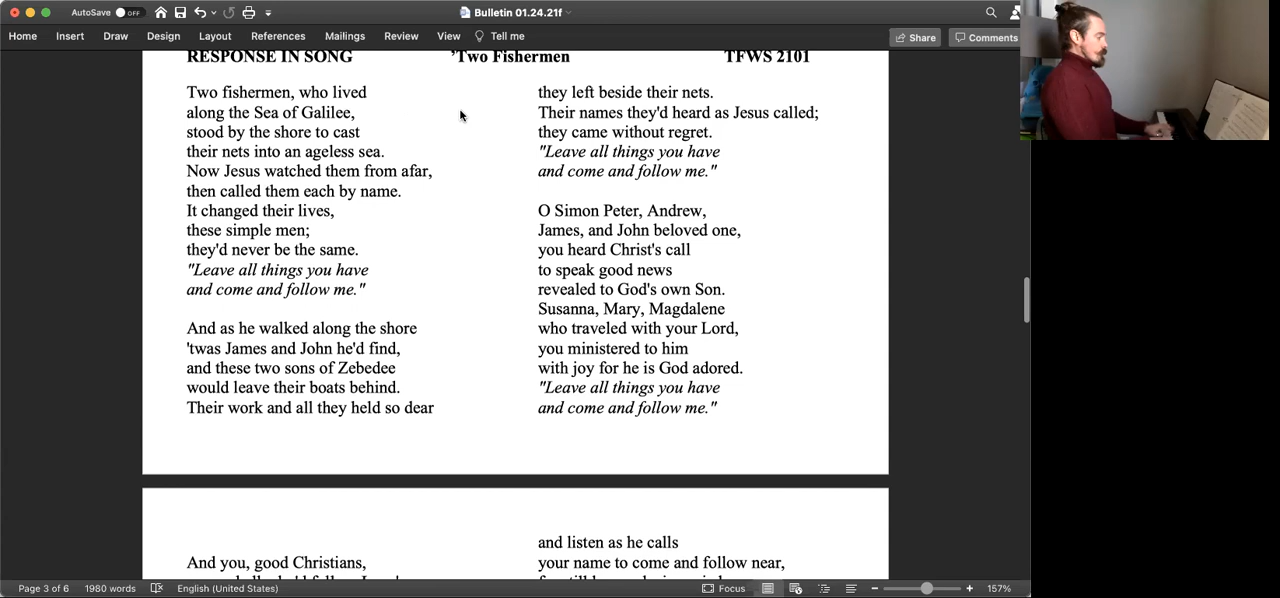 AutoSave OFF
Bulletin 01.24.21f
Home Insert Draw Design Layout References Mailings Review View Tell me Share Comments
RESPONSE IN SONG 'Two Fishermen TFWS 2101
Two fishermen, who lived
along the Sea of Galilee,
stood by the shore to cast
their nets into an ageless sea.
Now Jesus watched them from afar,
then called them each by name.
It changed their lives,
these simple men;
they'd never be the same.
"Leave all things you have
and come and follow me."
And as he walked along the shore
'twas James and John he'd find,
and these two sons of Zebedee
would leave their boats behind.
Their work and all they held so dear
they left beside their nets.
Their names they'd heard as Jesus called;
they came without regret.
"Leave all things you have
and come and follow me."
O Simon Peter, Andrew,
James, and John beloved one,
you heard Christ's call
to speak good news
revealed to God's own Son.
Susanna, Mary, Magdalene
who traveled with your Lord,
you ministered to him
with joy for he is God adored.
"Leave all things you have
and come and follow me."
And you, good Christians,
and listen as he calls
your name to come and follow near,
Page 3 of 6 1980 words English (United States) Focus 157%